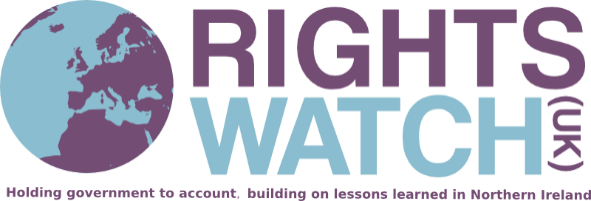 RIGHTS
WATCH
(UK)
Holding government to account, building on lessons learned in Northern Ireland